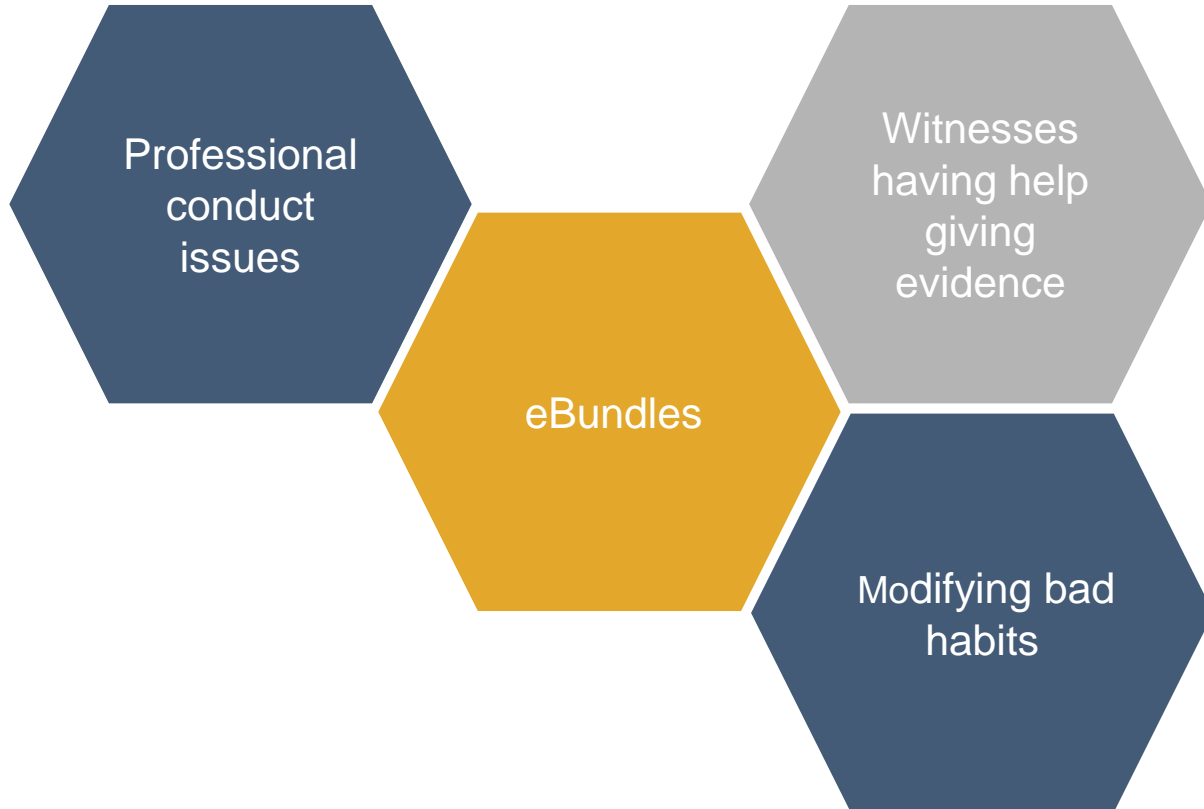 Professional
conduct
issues
Witnesses
having help
giving
evidence
eBundles
Modifying bad
habits